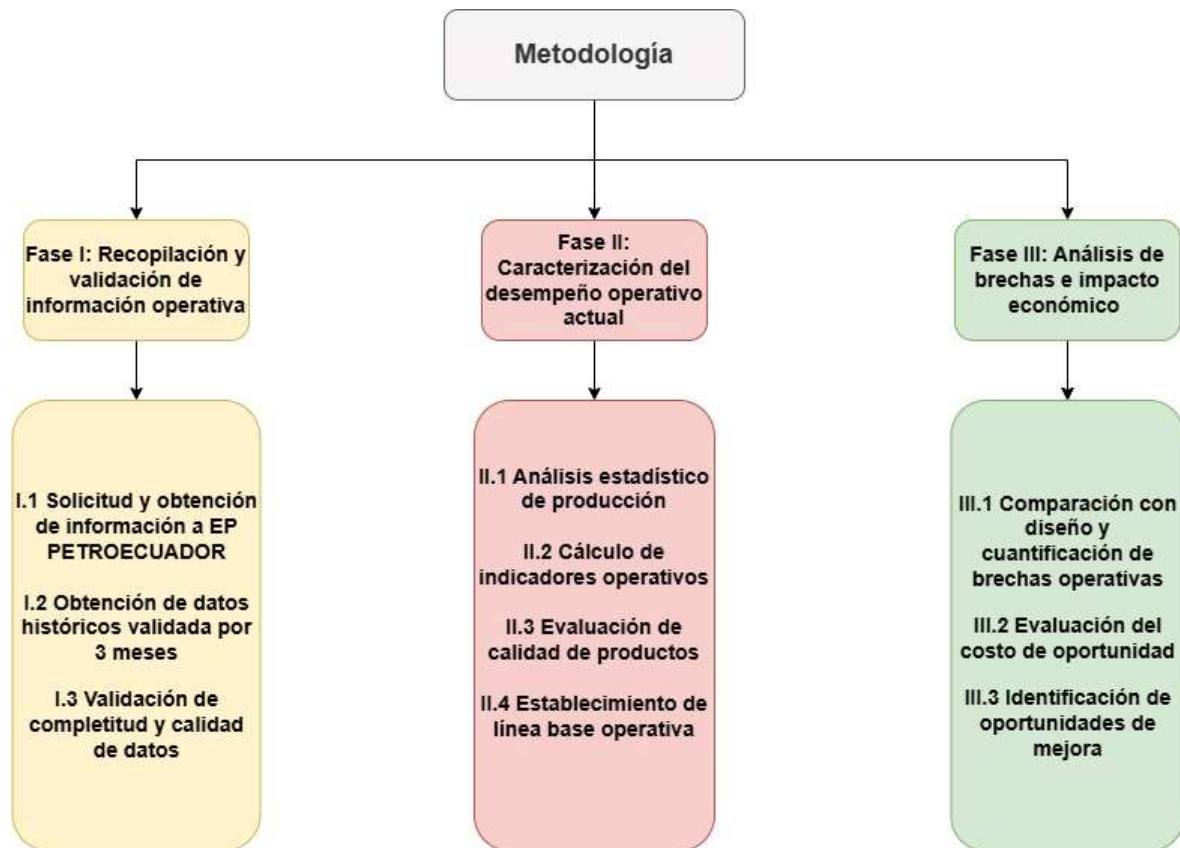 Metodología
Fase I: Recopilación y
validación de
información operativa
Fase II:
Caracterización del
desempeño operativo
actual
Fase III: Análisis de
brechas e impacto
económico
I.1 Solicitud y obtención
de información a EP
PETROECUADOR
I.2 Obtención de datos
históricos validada por
3 meses
I.3 Validación de
completitud y calidad
de datos
II.1 Análisis estadístico
de producción
II.2 Cálculo de
indicadores operativos
II.3 Evaluación de
calidad de productos
II.4 Establecimiento de
línea base operativa
III.1 Comparación con
diseño y
cuantificación de
brechas operativas
III.2 Evaluación del
costo de oportunidad
III.3 Identificación de
oportunidades de
mejora